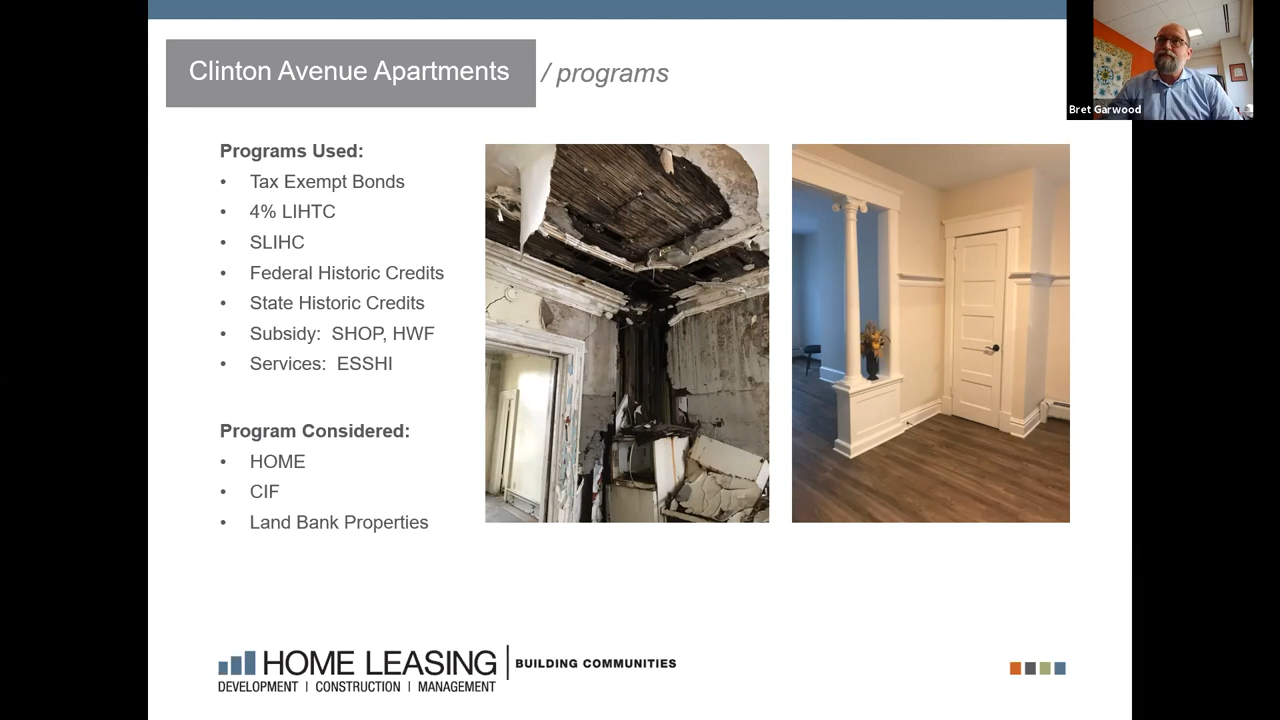 Clinton Avenue Apartments / programs
Bret Garwood
Programs Used:
• Tax Exempt Bonds
• 4% LIHTC
• SLIHC
• Federal Historic Credits
• State Historic Credits
• Subsidy: SHOP, HWF
• Services: ESSHI
Program Considered:
• HOME
• CIF
• Land Bank Properties
HOME LEASING | BUILDING COMMUNITIES
DEVELOPMENT | CONSTRUCTION | MANAGEMENT